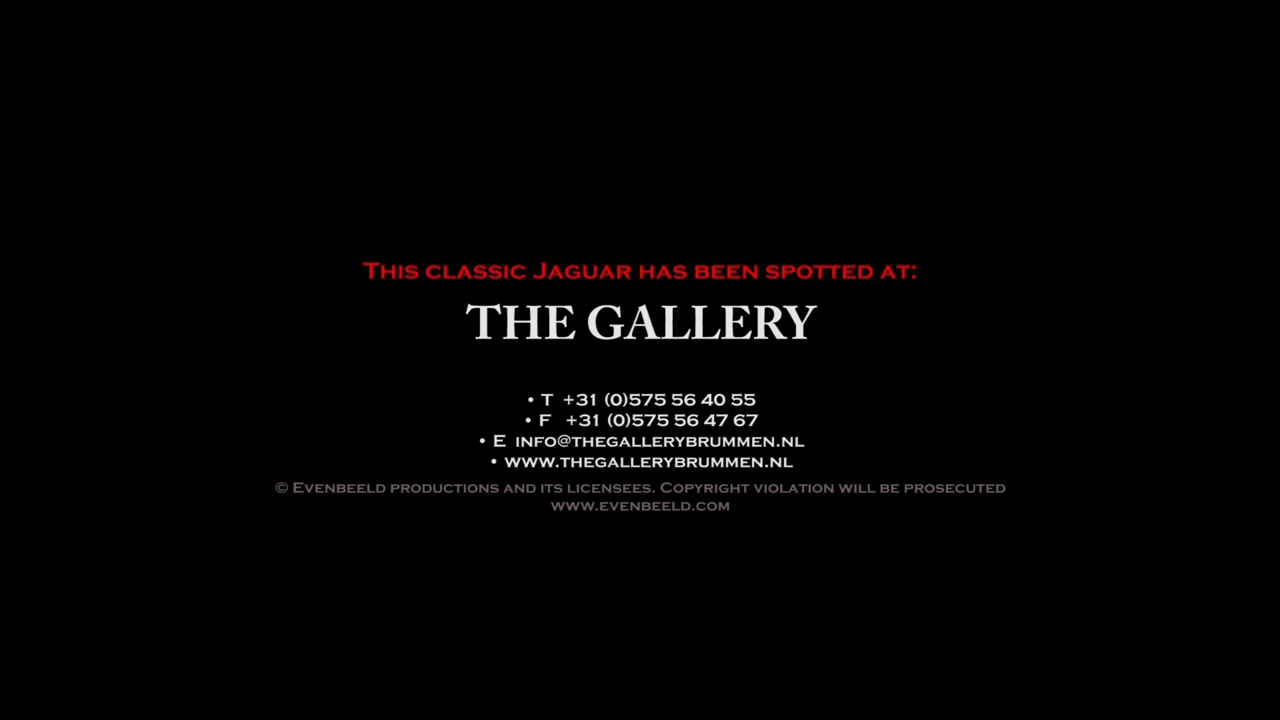 This classic Jaguar has been spotted at:
THE GALLERY
• T +31 (0)575 56 40 55
• F +31 (0)575 56 47 67
• E info@thegallerybrummen.nl
• www.thegallerybrummen.nl
© Evenbeeld productions and its licensees. Copyright violation will be prosecuted
www.evenbeeld.com